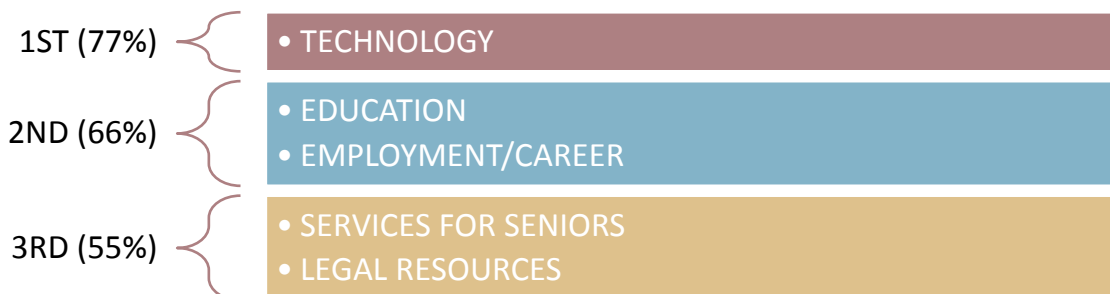 1ST (77%)
• TECHNOLOGY
2ND (66%)
• EDUCATION
• EMPLOYMENT/CAREER
3RD (55%)
• SERVICES FOR SENIORS
• LEGAL RESOURCES